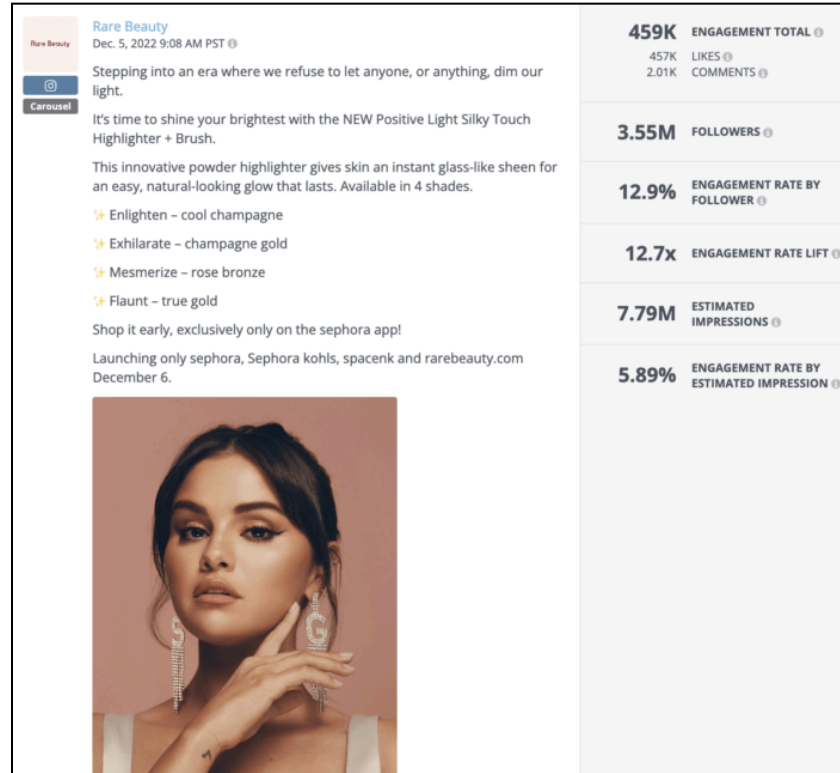 Rare Beauty
Rare Beauty
Dec. 5, 2022 9:08 AM PST
Carousel
Stepping into an era where we refuse to let anyone, or anything, dim our
light.
It's time to shine your brightest with the NEW Positive Light Silky Touch
Highlighter + Brush.
This innovative powder highlighter gives skin an instant glass-like sheen for
an easy, natural-looking glow that lasts. Available in 4 shades.
✨ Enlighten – cool champagne
✨ Exhilarate – champagne gold
✨ Mesmerize – rose bronze
✨ Flaunt – true gold
Shop it early, exclusively only on the sephora app!
Launching only sephora, Sephora kohls, spacenk and rarebeauty.com
December 6.
S
G
459K ENGAGEMENT TOTAL
457K LIKES
2.01K COMMENTS
3.55M FOLLOWERS
12.9% ENGAGEMENT RATE BY
FOLLOWER
12.7x ENGAGEMENT RATE LIFT
7.79M ESTIMATED
IMPRESSIONS
5.89% ENGAGEMENT RATE BY
ESTIMATED IMPRESSION